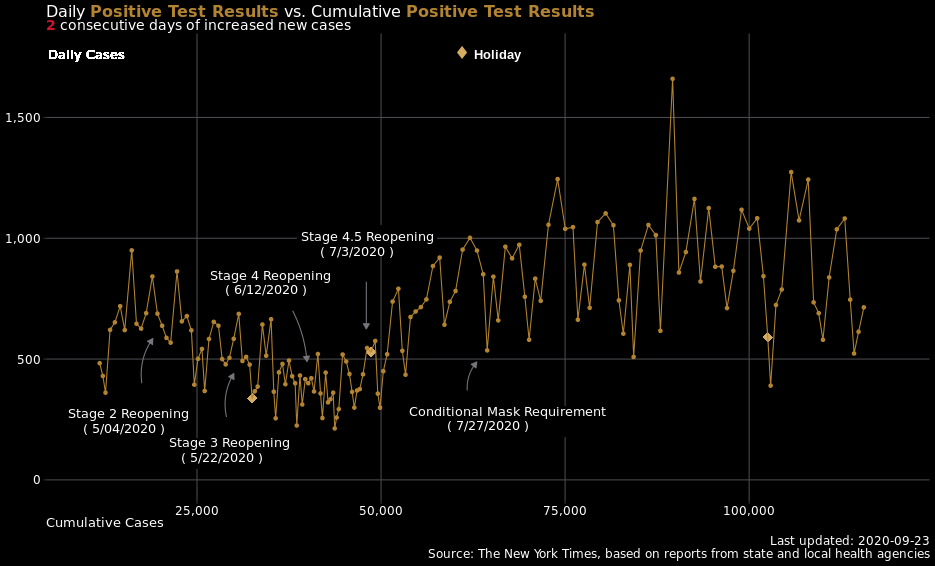 Daily Positive Test Results vs. Cumulative Positive Test Results
2 consecutive days of increased new cases
Daily Cases
Holiday
1,500
1,000
Stage 4.5 Reopening
( 7/3/2020 )
Stage 4 Reopening
( 6/12/2020 )
500
Stage 2 Reopening
( 5/04/2020 )
Conditional Mask Requirement
( 7/27/2020 )
Stage 3 Reopening
( 5/22/2020 )
0
25,000
50,000
75,000
100,000
Cumulative Cases
Last updated: 2020-09-23
Source: The New York Times, based on reports from state and local health agencies